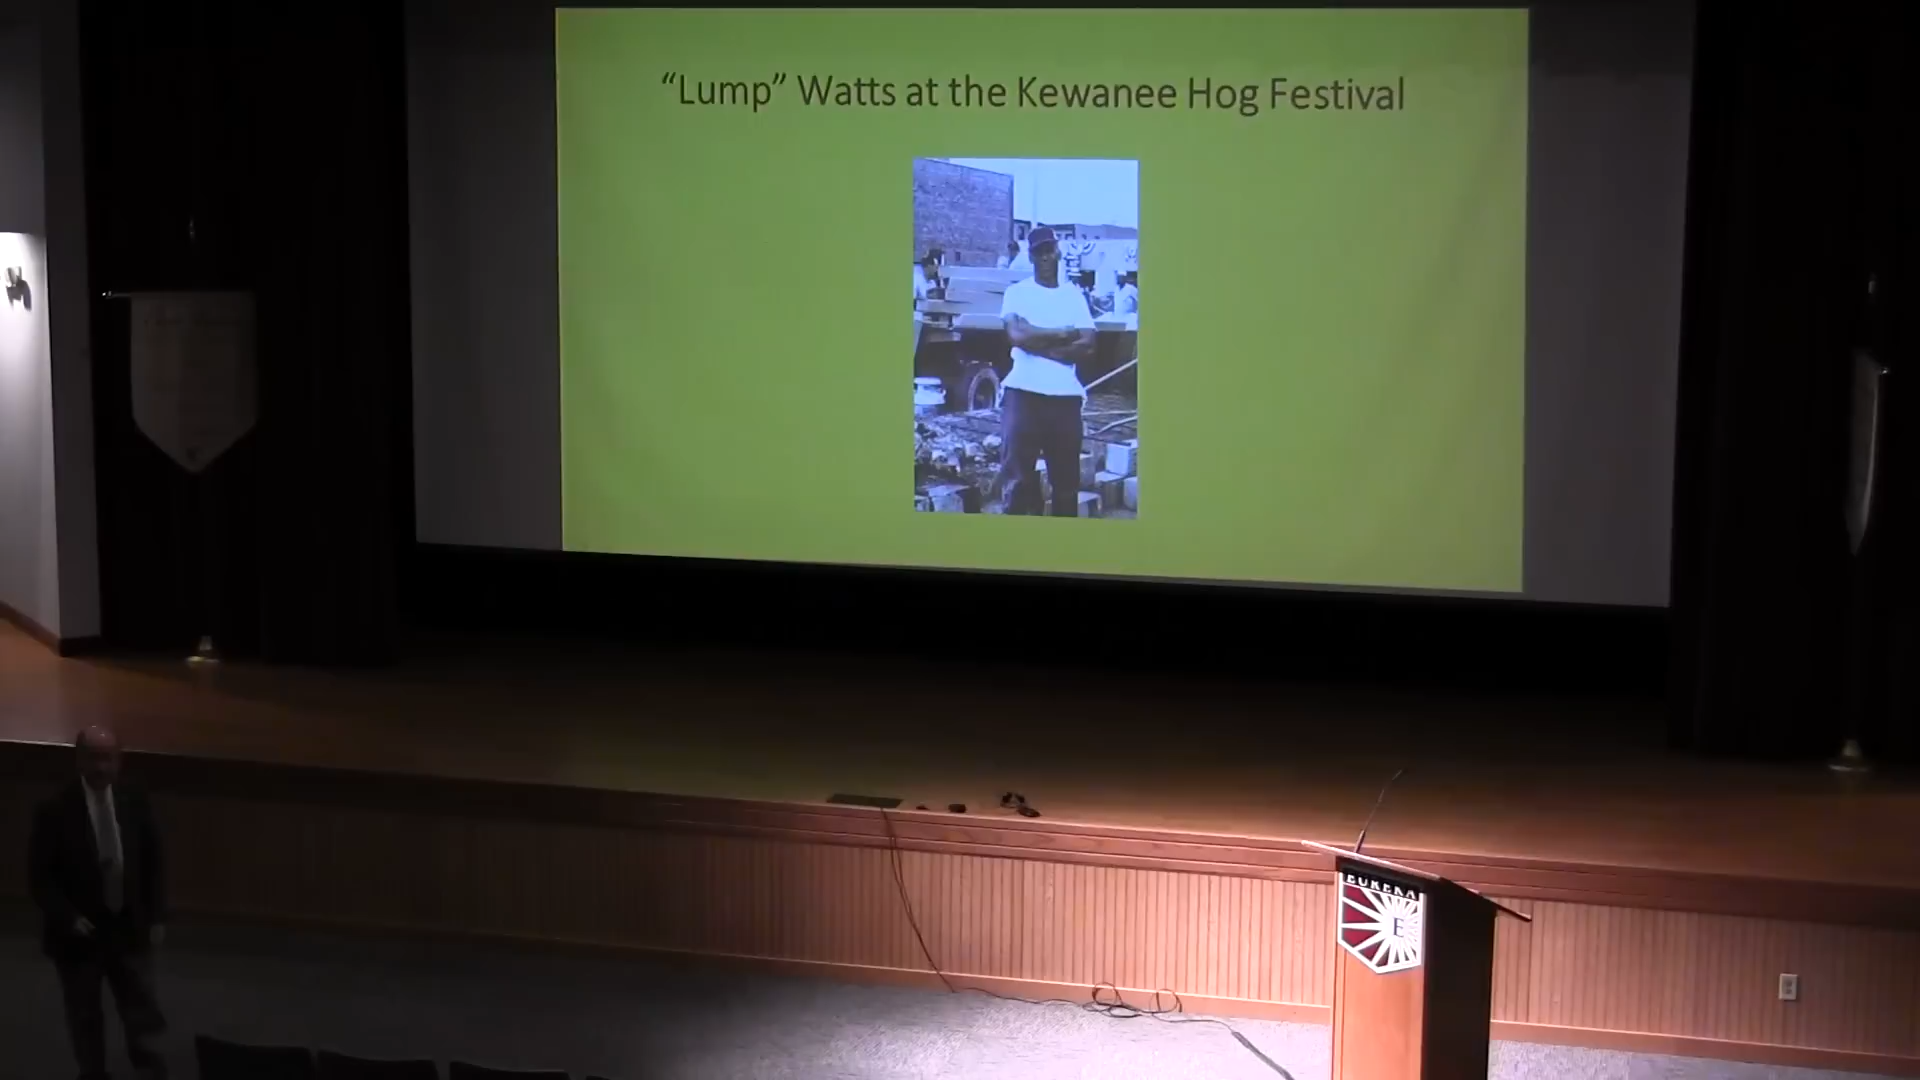 “Lump” Watts at the Kewanee Hog Festival
EUREKA
E